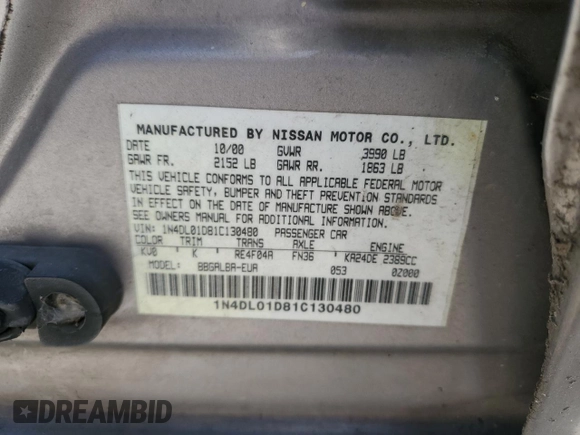 MANUFACTURED BY NISSAN MOTOR CO., LTD.
DATE 10/00 GVWR 3990 LB
GAWR FR. 2152 LB GAWR RR. 1863 LB
THIS VEHICLE CONFORMS TO ALL APPLICABLE FEDERAL MOTOR
VEHICLE SAFETY, BUMPER AND THEFT PREVENTION STANDARDS
IN EFFECT ON THE DATE OF MANUFACTURE SHOWN ABOVE.
SEE OWNERS MANUAL FOR ADDITIONAL INFORMATION.
VIN: 1N4DL01D81C130480 PASSENGER CAR
COLOR TRIM TRANS AXLE ENGINE
KV0 K RE4F04A FN36 KA24DE 2389CC
MODEL: BBGALBA-EUA 053 02000
1N4DL01D81C130480
DREAMBID